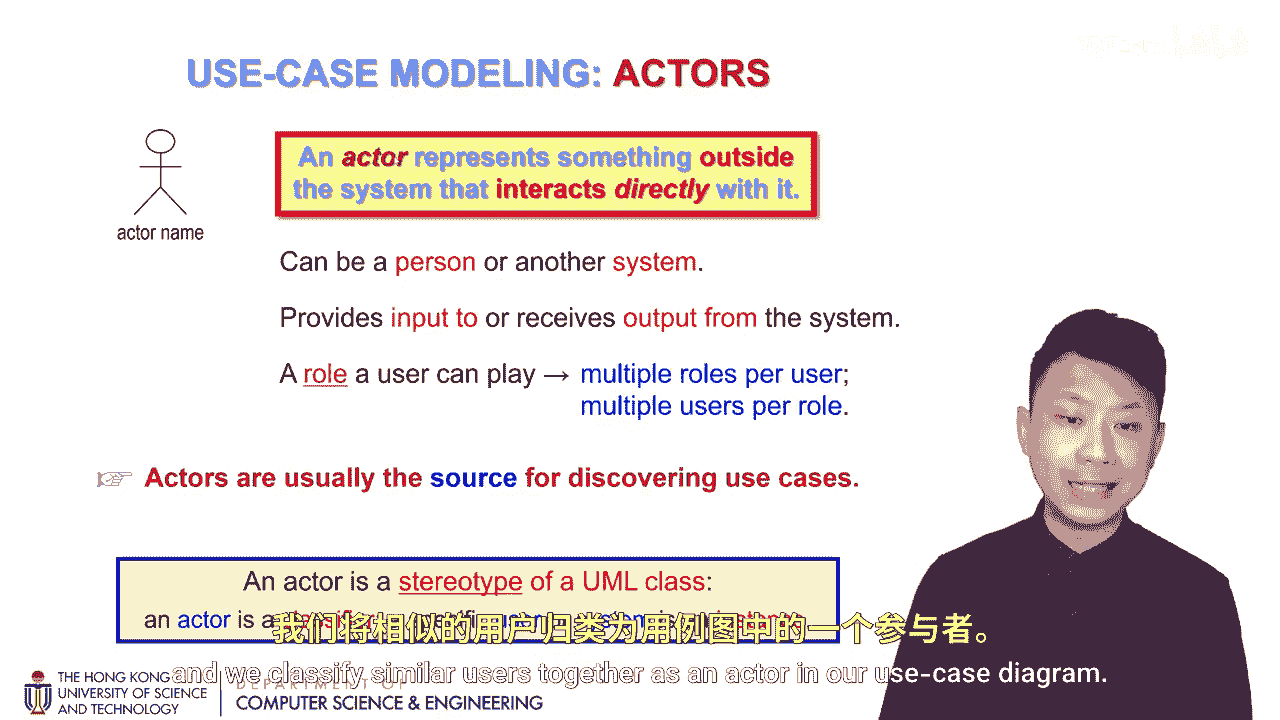 USE-CASE MODELING: ACTORS
An actor represents something outside
the system that interacts directly with it.
actor name
Can be a person or another system.
Provides input to or receives output from the system.
A role a user can play → multiple roles per user;
multiple users per role.
☞ Actors are usually the source for discovering use cases.
An actor is a stereotype of a UML class:
an actor is a
我们将相似的用户归类为用例图中的一个参与者。
and we classify similar users together as an actor in our use-case diagram.
THE HONG KONG
UNIVERSITY OF SCIENCE
AND TECHNOLOGY
DEPARTMENT OF
COMPUTER SCIENCE & ENGINEERING